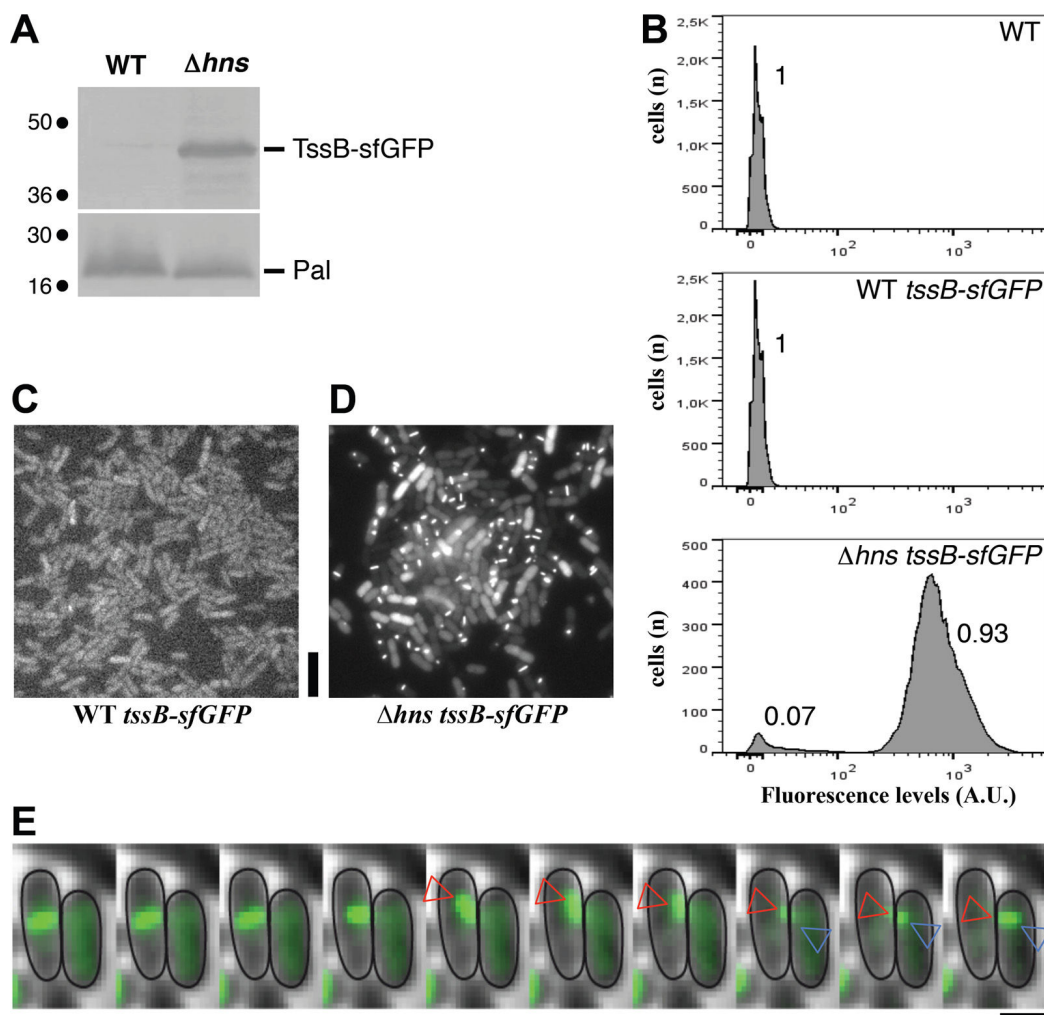 A
WT Δhns
50
TssB-sfGFP
36
30
Pal
16
B
WT
2,5K
2,0K
1,5K
1,0K
500
0
cells (n)
1
0 10² 10³
WT tssB-sfGFP
2,5K
2,0K
1,5K
1,0K
500
0
cells (n)
1
0 10² 10³
Δhns tssB-sfGFP
500
400
300
200
100
0
cells (n)
0.07
0.93
0 10² 10³
Fluorescence levels (A.U.)
C
WT tssB-sfGFP
D
Δhns tssB-sfGFP
E